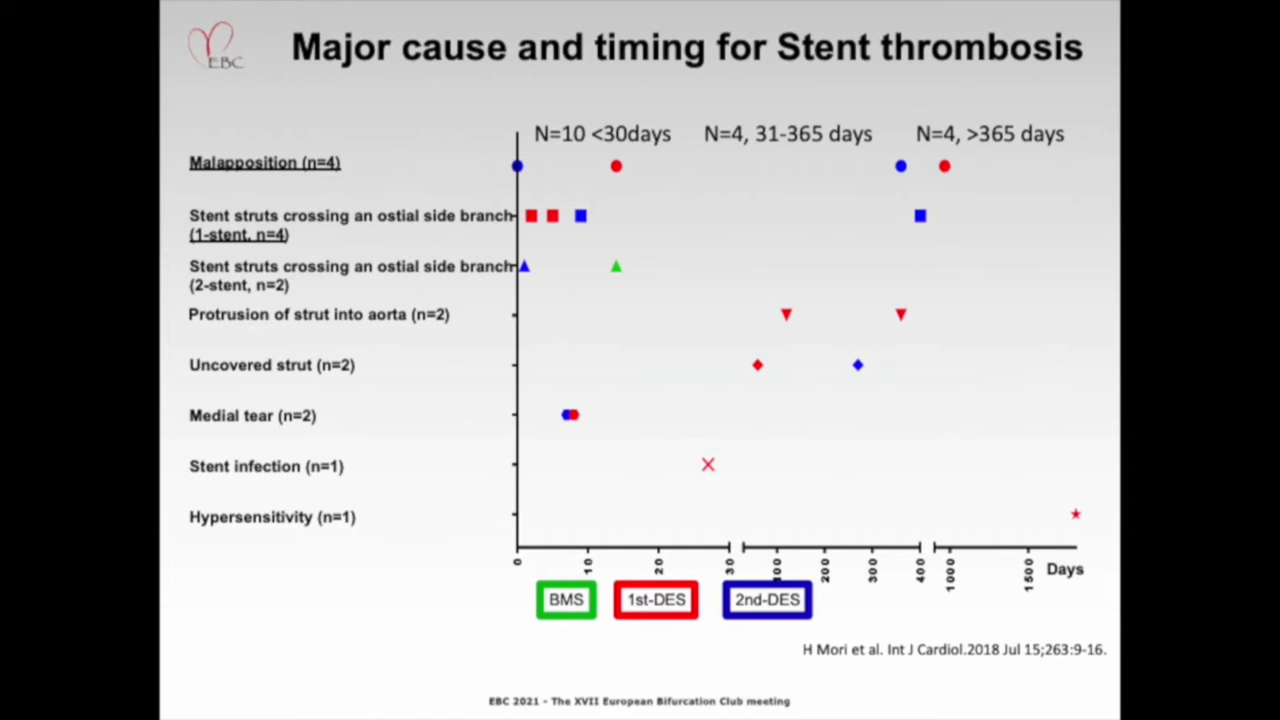 EBC
Major cause and timing for Stent thrombosis
N=10 <30days
N=4, 31-365 days
N=4, >365 days
Malapposition (n=4)
Stent struts crossing an ostial side branch
(1-stent, n=4)
Stent struts crossing an ostial side branch
(2-stent, n=2)
Protrusion of strut into aorta (n=2)
Uncovered strut (n=2)
Medial tear (n=2)
Stent infection (n=1)
Hypersensitivity (n=1)
0
10
20
30
100
200
300
400
1000
1500
Days
BMS
1st-DES
2nd-DES
H Mori et al. Int J Cardiol.2018 Jul 15;263:9-16.
EBC 2021 - The XVII European Bifurcation Club meeting